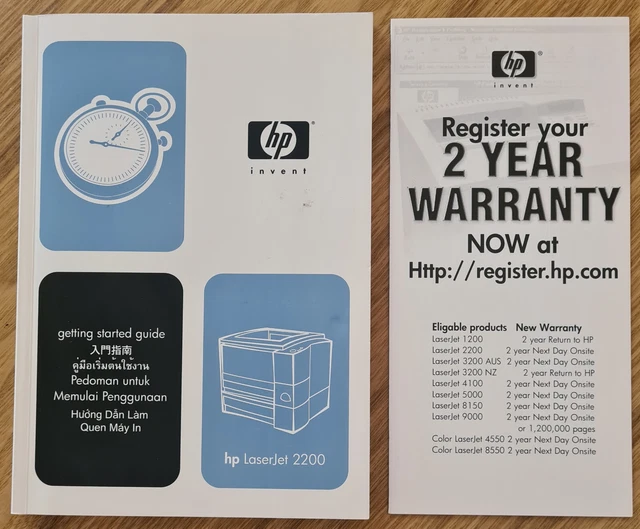 hp
invent
getting started guide
入門指南
คู่มือเริ่มต้นใช้งาน
Pedoman untuk
Memulai Penggunaan
Hướng Dẫn Làm
Quen Máy In
hp LaserJet 2200
hp
invent
Register your
2 YEAR
WARRANTY
NOW at
Http://register.hp.com
Eligable products New Warranty
LaserJet 1200 2 year Return to HP
LaserJet 2200 2 year Next Day Onsite
LaserJet 3200 AUS 2 year Next Day Onsite
LaserJet 3200 NZ 2 year Return to HP
LaserJet 4100 2 year Next Day Onsite
LaserJet 5000 2 year Next Day Onsite
LaserJet 8150 2 year Next Day Onsite
LaserJet 9000 2 year Next Day Onsite
or 1,200,000 pages
Color LaserJet 4550 2 year Next Day Onsite
Color LaserJet 8550 2 year Next Day Onsite